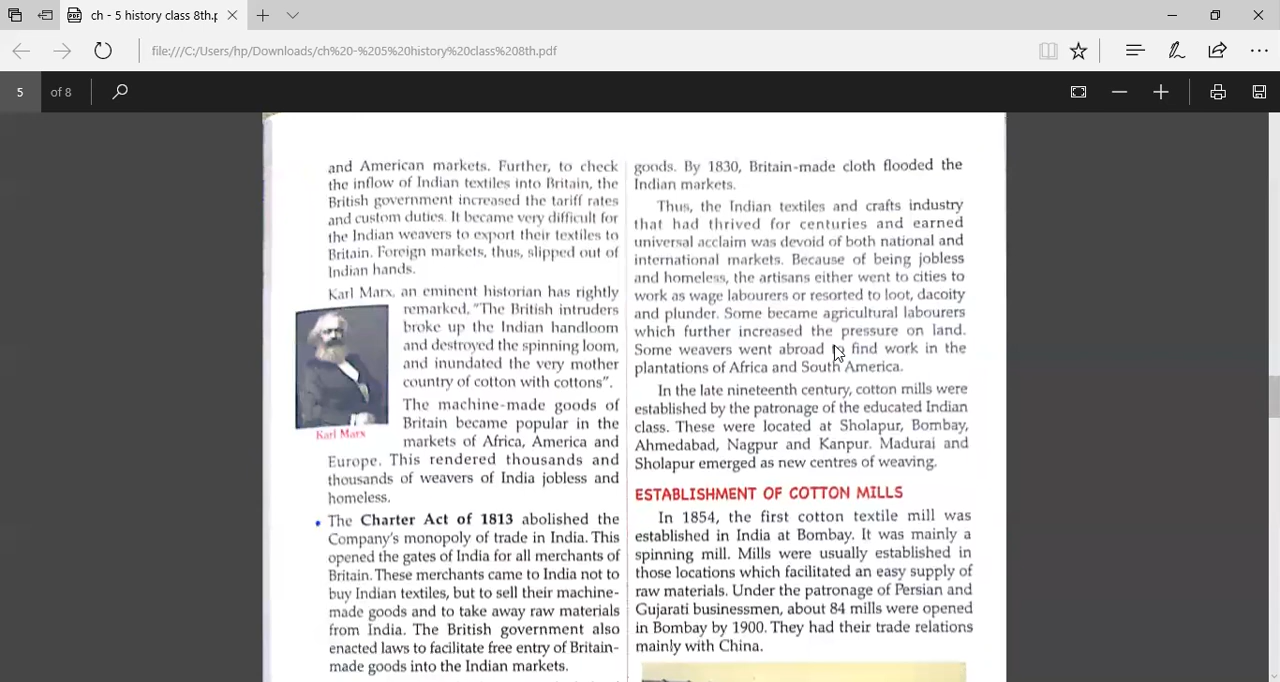 ch - 5 history class 8th.p
file:///C:/Users/hp/Downloads/ch%20-%205%20history%20class%208th.pdf
5 of 8
and American markets. Further, to check
the inflow of Indian textiles into Britain, the
British government increased the tariff rates
and custom duties. It became very difficult for
the Indian weavers to export their textiles to
Britain. Foreign markets, thus, slipped out of
Indian hands.
Karl Marx, an eminent historian has rightly
remarked, "The British intruders
broke up the Indian handloom
and destroyed the spinning loom,
and inundated the very mother
country of cotton with cottons".
Karl Marx
The machine-made goods of
Britain became popular in the
markets of Africa, America and
Europe. This rendered thousands and
thousands of weavers of India jobless and
homeless.
• The Charter Act of 1813 abolished the
Company's monopoly of trade in India. This
opened the gates of India for all merchants of
Britain. These merchants came to India not to
buy Indian textiles, but to sell their machine-
made goods and to take away raw materials
from India. The British government also
enacted laws to facilitate free entry of Britain-
made goods into the Indian markets.
goods. By 1830, Britain-made cloth flooded the
Indian markets.
Thus, the Indian textiles and crafts industry
that had thrived for centuries and earned
universal acclaim was devoid of both national and
international markets. Because of being jobless
and homeless, the artisans either went to cities to
work as wage labourers or resorted to loot, dacoity
and plunder. Some became agricultural labourers
which further increased the pressure on land.
Some weavers went abroad to find work in the
plantations of Africa and South America.
In the late nineteenth century, cotton mills were
established by the patronage of the educated Indian
class. These were located at Sholapur, Bombay,
Ahmedabad, Nagpur and Kanpur. Madurai and
Sholapur emerged as new centres of weaving.
ESTABLISHMENT OF COTTON MILLS
In 1854, the first cotton textile mill was
established in India at Bombay. It was mainly a
spinning mill. Mills were usually established in
those locations which facilitated an easy supply of
raw materials. Under the patronage of Persian and
Gujarati businessmen, about 84 mills were opened
in Bombay by 1900. They had their trade relations
mainly with China.